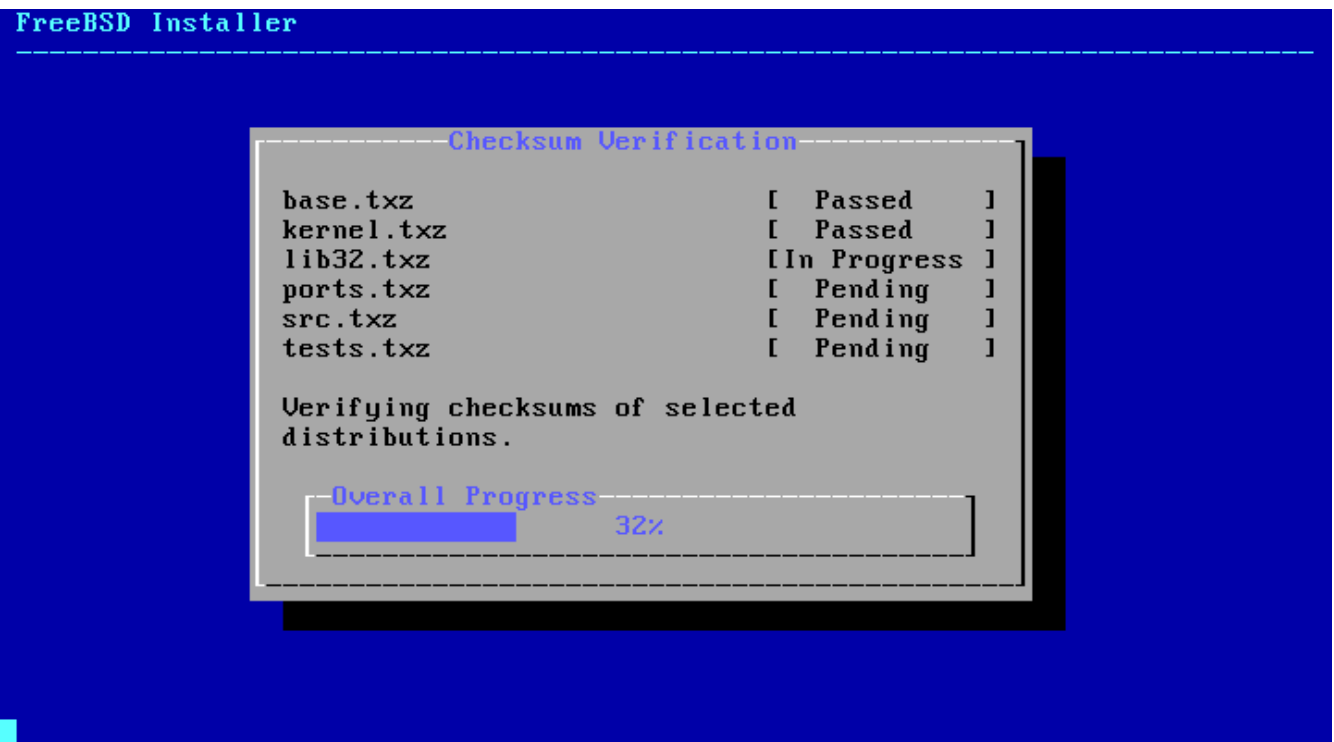 FreeBSD Installer
Checksum Verification
base.txz [ Passed ]
kernel.txz [ Passed ]
lib32.txz [In Progress ]
ports.txz [ Pending ]
src.txz [ Pending ]
tests.txz [ Pending ]
Verifying checksums of selected
distributions.
Overall Progress
32%